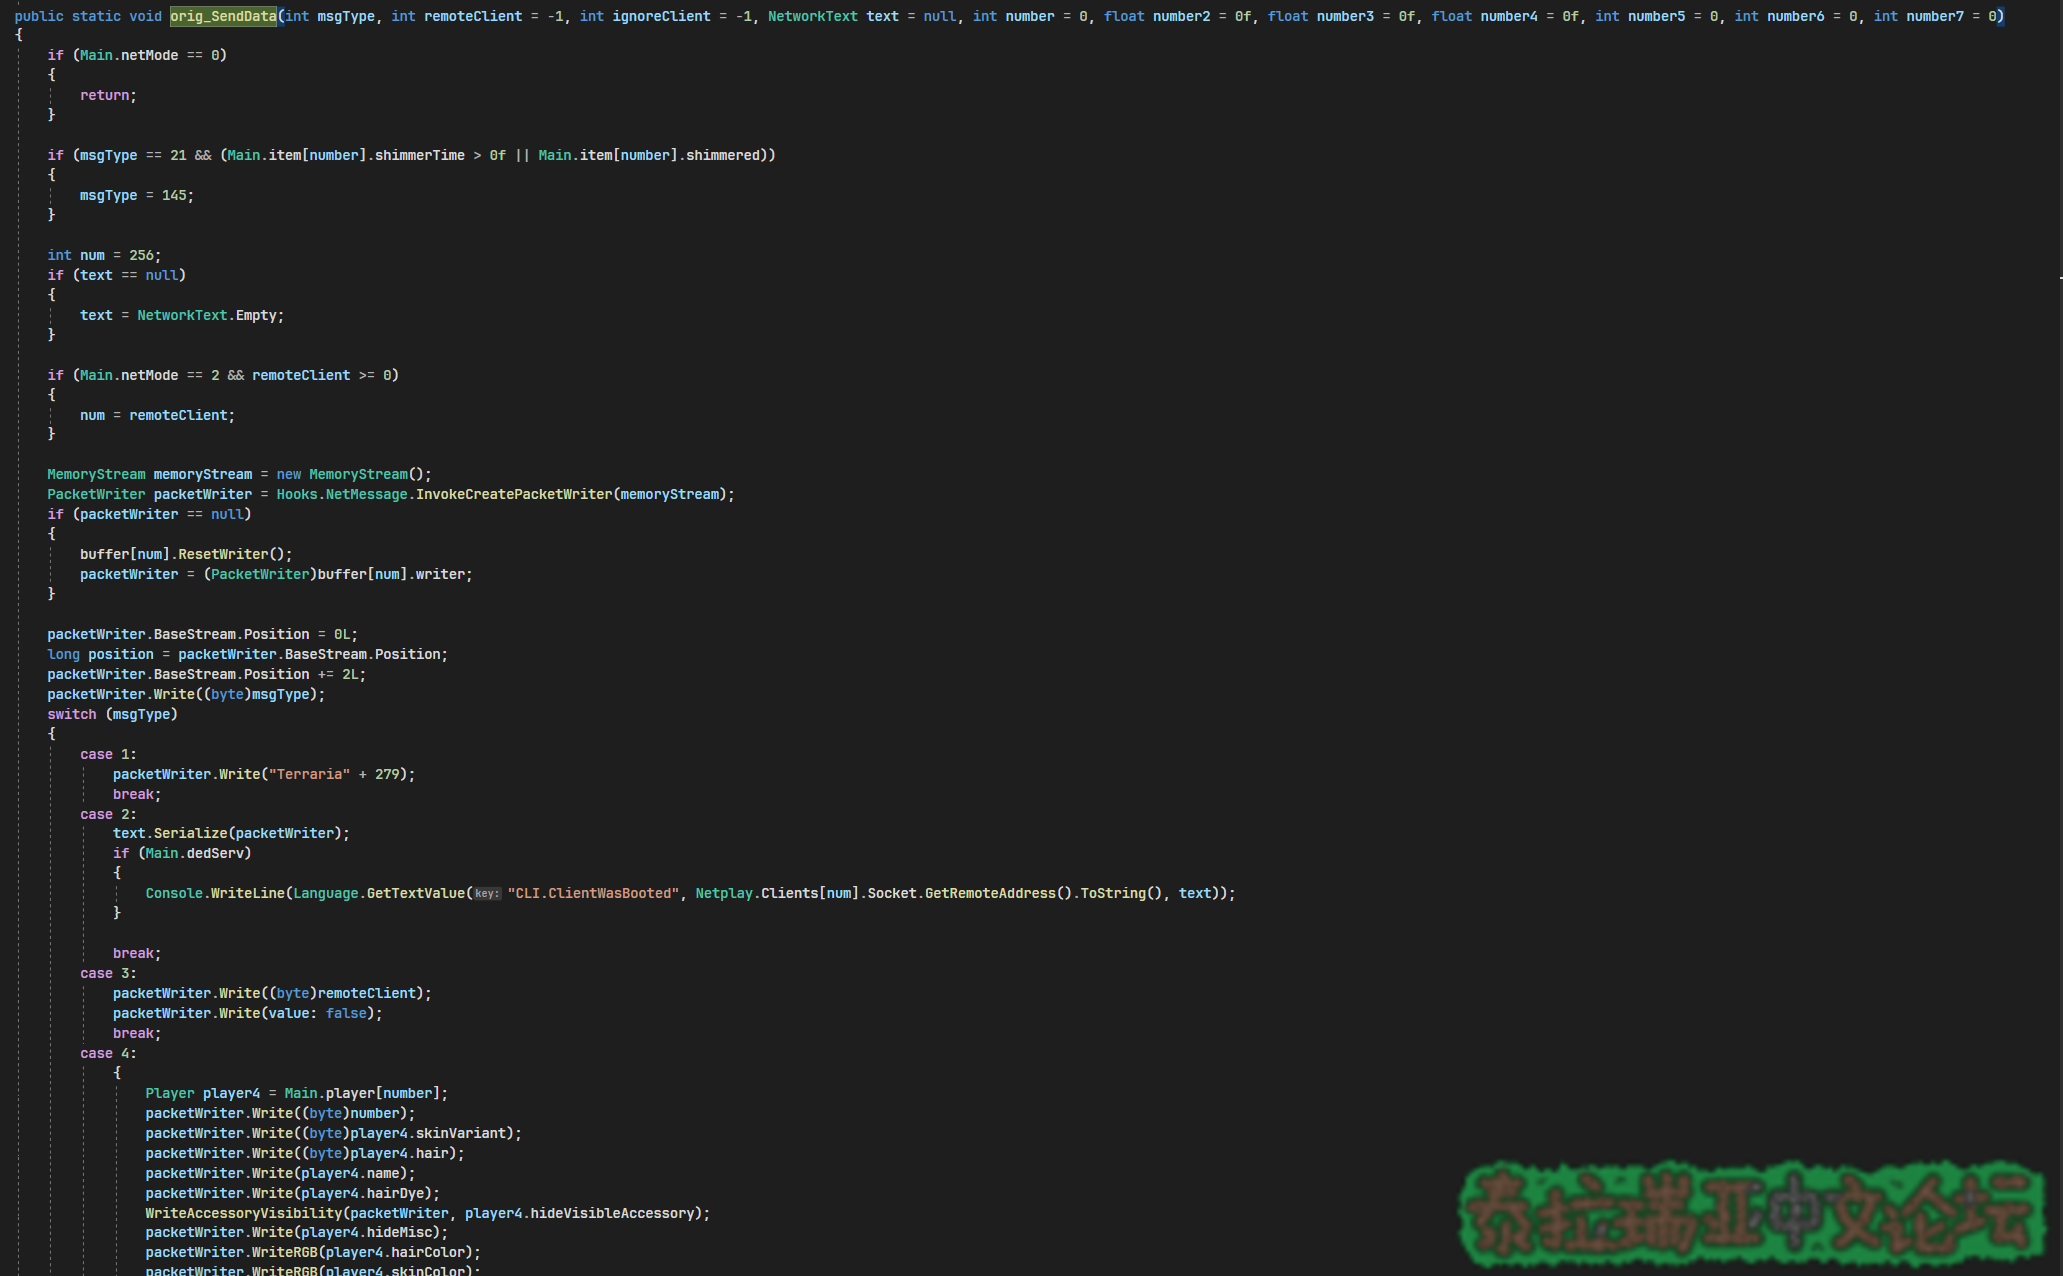 public static void orig_SendData(int msgType, int remoteClient = -1, int ignoreClient = -1, NetworkText text = null, int number = 0, float number2 = 0f, float number3 = 0f, float number4 = 0f, int number5 = 0, int number6 = 0, int number7 = 0)
{
if (Main.netMode == 0)
{
return;
}
if (msgType == 21 && (Main.item[number].shimmerTime > 0f || Main.item[number].shimmered))
{
msgType = 145;
}
int num = 256;
if (text == null)
{
text = NetworkText.Empty;
}
if (Main.netMode == 2 && remoteClient >= 0)
{
num = remoteClient;
}
MemoryStream memoryStream = new MemoryStream();
PacketWriter packetWriter = Hooks.NetMessage.InvokeCreatePacketWriter(memoryStream);
if (packetWriter == null)
{
buffer[num].ResetWriter();
packetWriter = (PacketWriter)buffer[num].writer;
}
packetWriter.BaseStream.Position = 0L;
long position = packetWriter.BaseStream.Position;
packetWriter.BaseStream.Position += 2L;
packetWriter.Write((byte)msgType);
switch (msgType)
{
case 1:
packetWriter.Write("Terraria" + 279);
break;
case 2:
text.Serialize(packetWriter);
if (Main.dedServ)
{
Console.WriteLine(Language.GetTextValue(key: "CLI.ClientWasBooted", Netplay.Clients[num].Socket.GetRemoteAddress().ToString(), text));
}
break;
case 3:
packetWriter.Write((byte)remoteClient);
packetWriter.Write(value: false);
break;
case 4:
{
Player player4 = Main.player[number];
packetWriter.Write((byte)number);
packetWriter.Write((byte)player4.skinVariant);
packetWriter.Write((byte)player4.hair);
packetWriter.Write(player4.name);
packetWriter.Write(player4.hairDye);
WriteAccessoryVisibility(packetWriter, player4.hideVisibleAccessory);
packetWriter.Write(player4.hideMisc);
packetWriter.WriteRGB(player4.hairColor);
packetWriter.WriteRGB(player4.skinColor);
泰拉瑞亚中文论坛